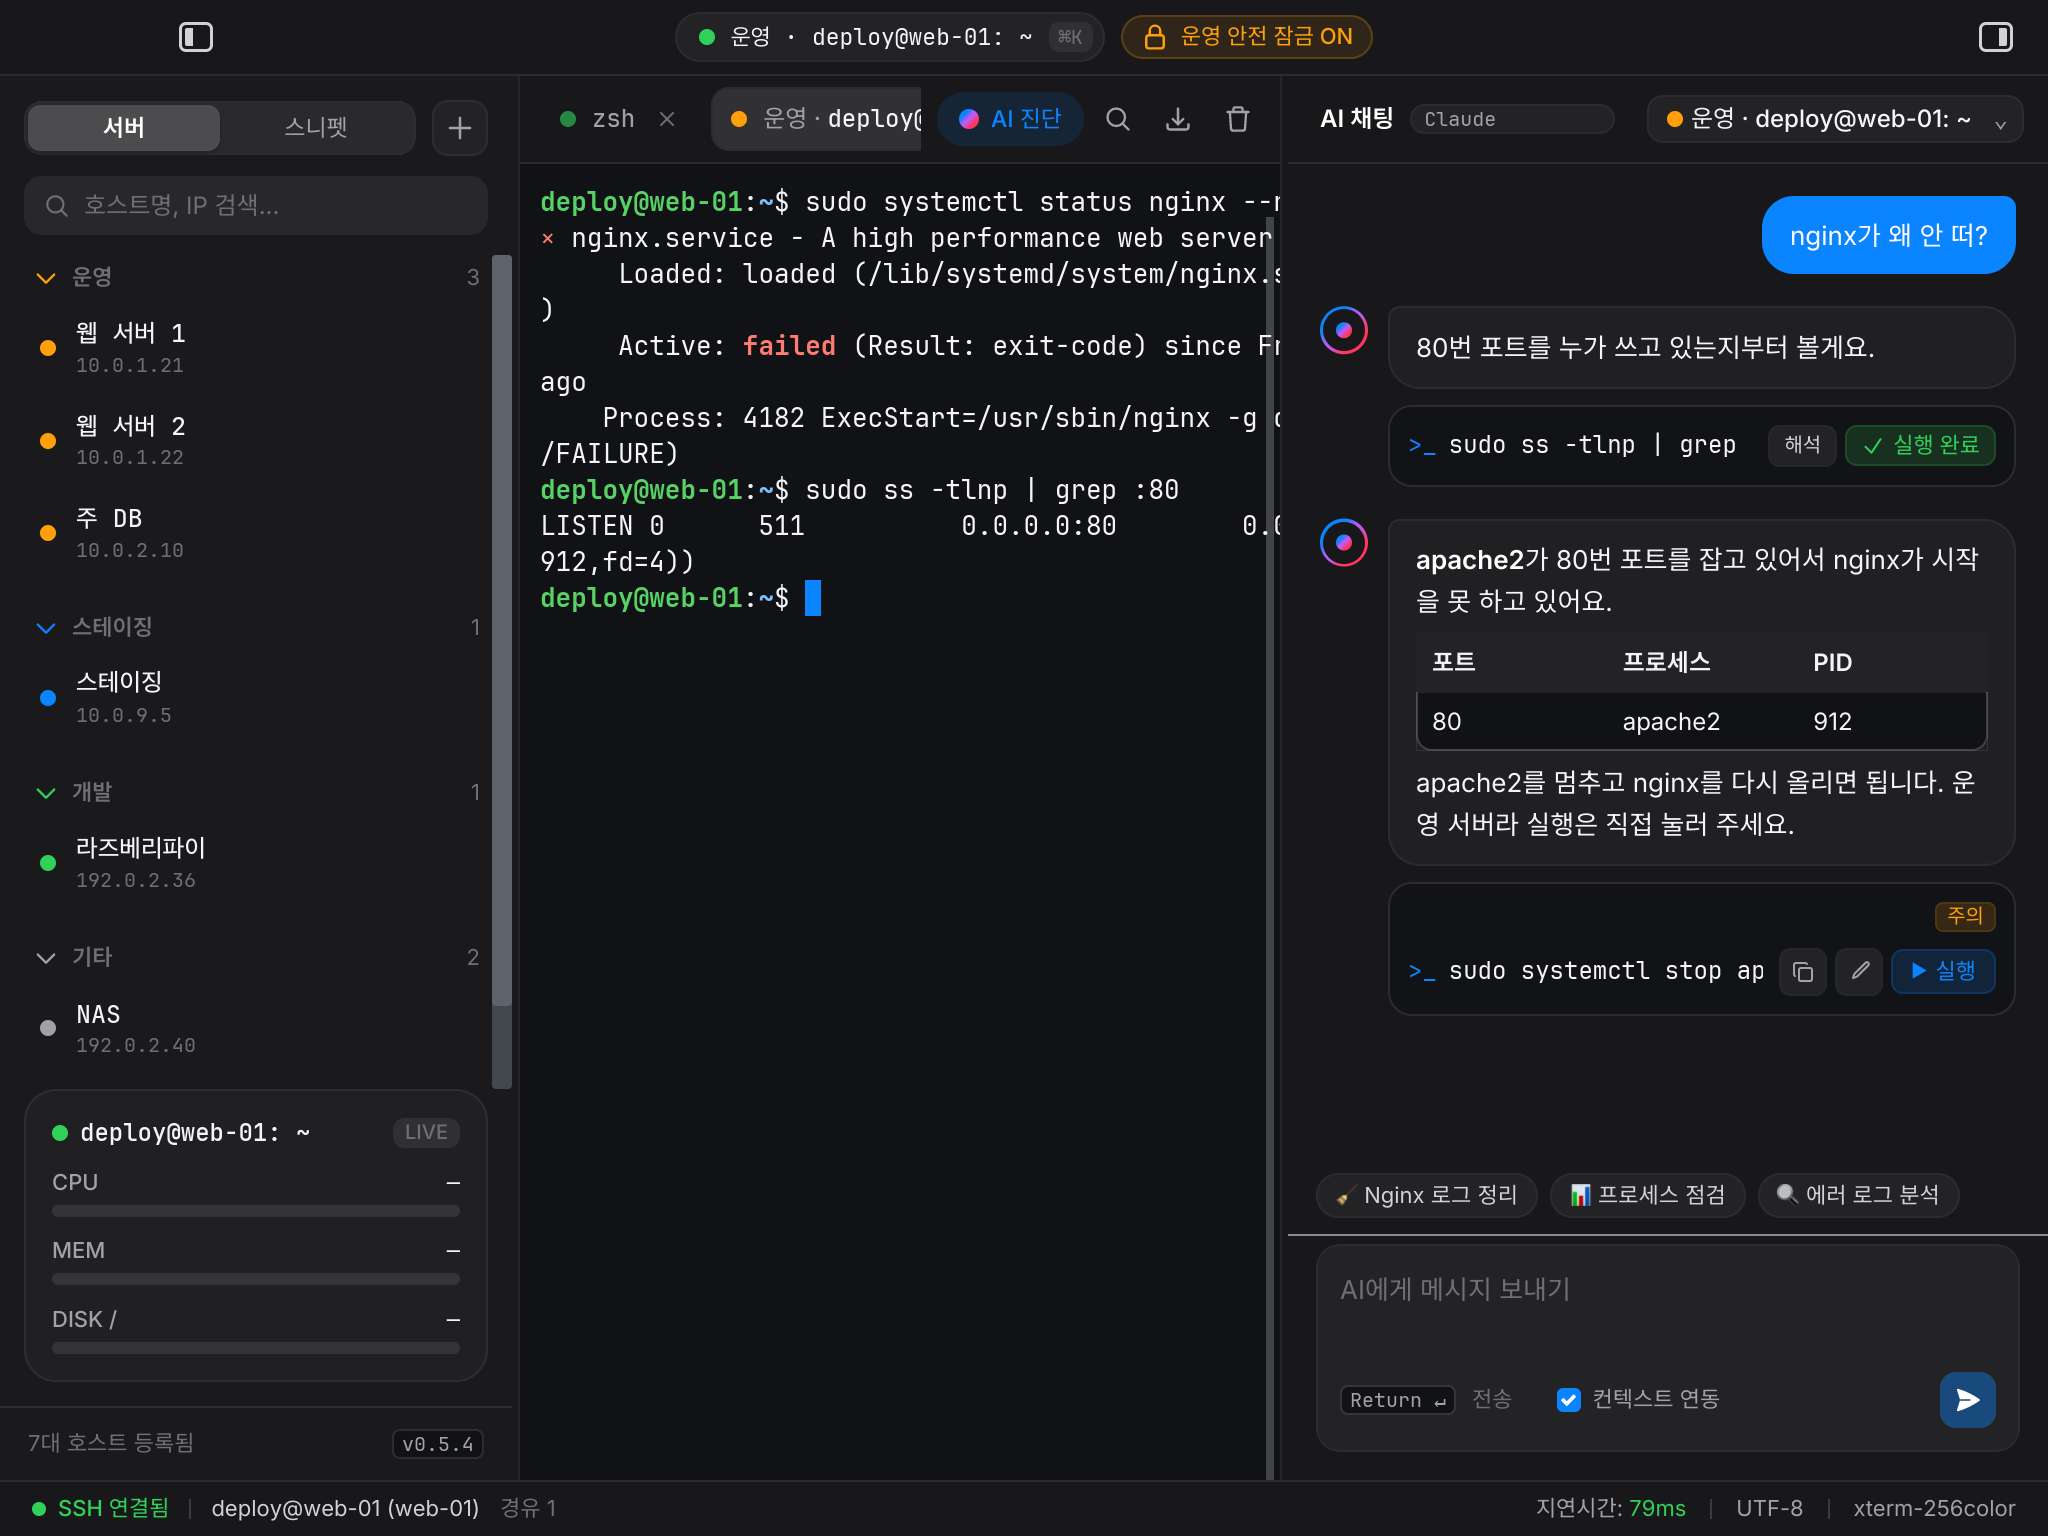 운영 · deploy@web-01: ~ ⌘K
운영 안전 잠금 ON
서버
스니펫
호스트명, IP 검색...
운영 3
웹 서버 1
10.0.1.21
웹 서버 2
10.0.1.22
주 DB
10.0.2.10
스테이징 1
스테이징
10.0.9.5
개발 1
라즈베리파이
192.0.2.36
기타 2
NAS
192.0.2.40
deploy@web-01: ~ LIVE
CPU –
MEM –
DISK / –
7대 호스트 등록됨 v0.5.4
zsh ×
운영 · deploy@
AI 진단
deploy@web-01:~$ sudo systemctl status nginx --n
× nginx.service - A high performance web server
Loaded: loaded (/lib/systemd/system/nginx.s
)
Active: failed (Result: exit-code) since Fr
ago
Process: 4182 ExecStart=/usr/sbin/nginx -g d
/FAILURE)
deploy@web-01:~$ sudo ss -tlnp | grep :80
LISTEN 0 511 0.0.0.0:80 0.0
912,fd=4))
deploy@web-01:~$
AI 채팅 Claude 운영 · deploy@web-01: ~
nginx가 왜 안 떠?
80번 포트를 누가 쓰고 있는지부터 볼게요.
>_ sudo ss -tlnp | grep 해석 ✓ 실행 완료
apache2가 80번 포트를 잡고 있어서 nginx가 시작
을 못 하고 있어요.
포트 프로세스 PID
80 apache2 912
apache2를 멈추고 nginx를 다시 올리면 됩니다. 운
영 서버라 실행은 직접 눌러 주세요.
주의
>_ sudo systemctl stop ap ▶ 실행
Nginx 로그 정리
프로세스 점검
에러 로그 분석
AI에게 메시지 보내기
Return ↵ 전송 컨텍스트 연동
SSH 연결됨 | deploy@web-01 (web-01) 경유 1
지연시간: 79ms | UTF-8 | xterm-256color